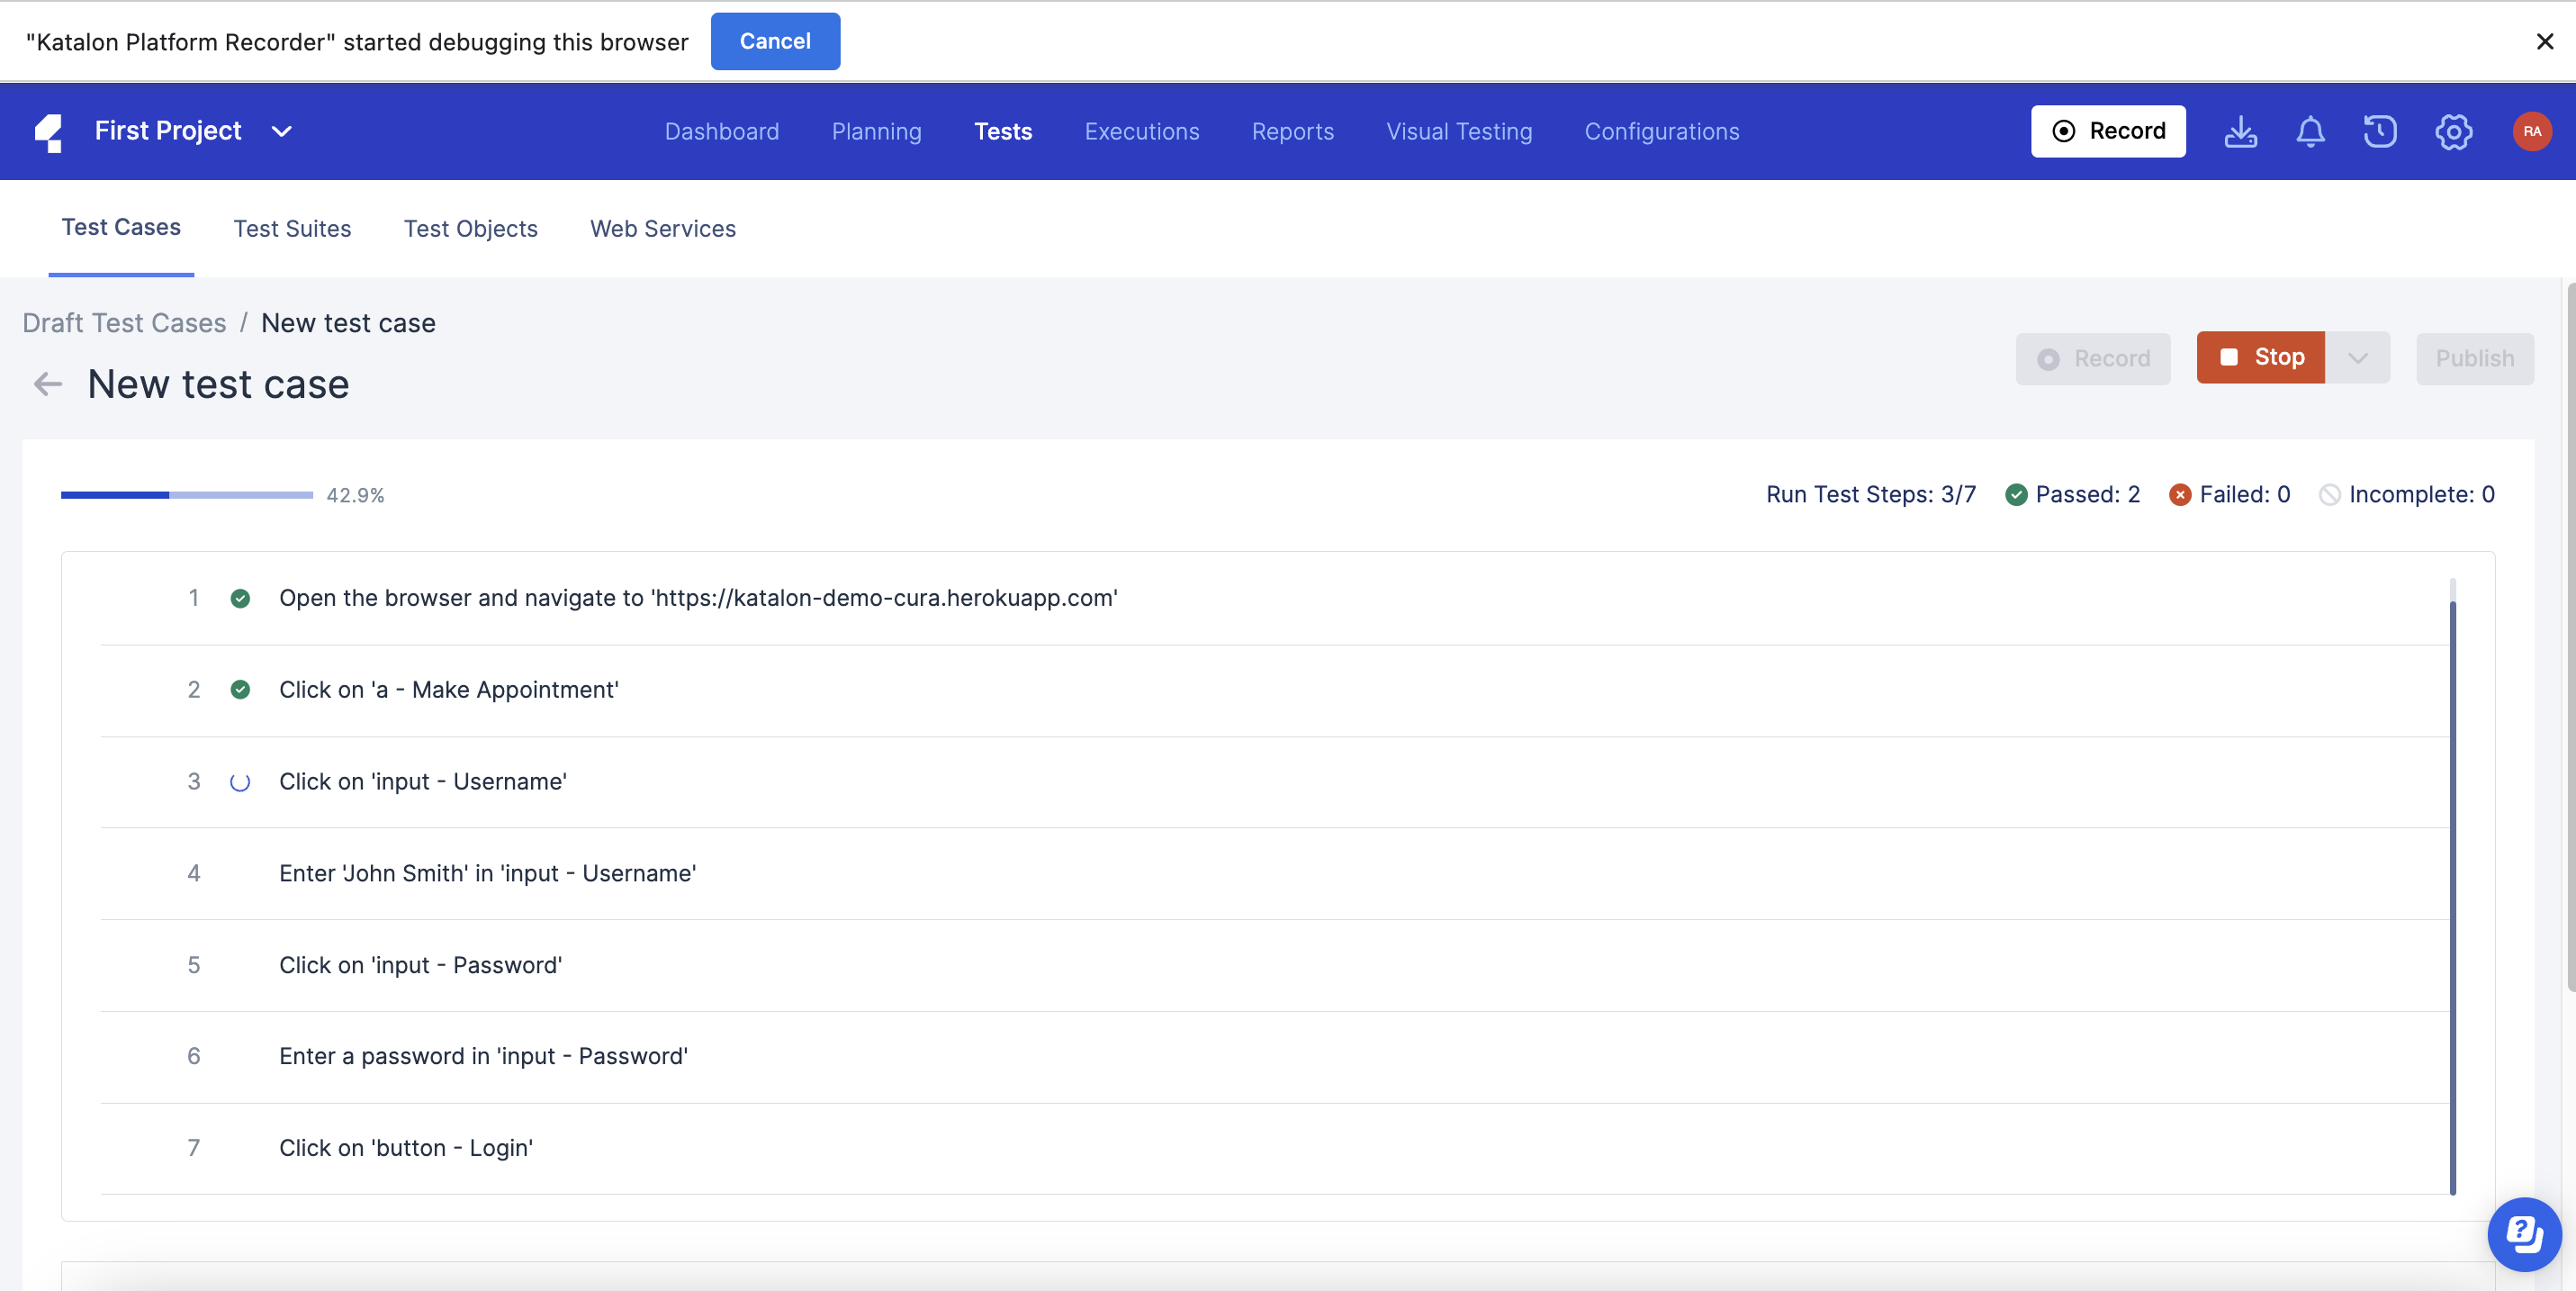 "Katalon Platform Recorder" started debugging this browser Cancel
First Project Dashboard Planning Tests Executions Reports Visual Testing Configurations Record RA
Test Cases Test Suites Test Objects Web Services
Draft Test Cases / New test case
New test case Record Stop Publish
42.9% Run Test Steps: 3/7 Passed: 2 Failed: 0 Incomplete: 0
1 Open the browser and navigate to 'https://katalon-demo-cura.herokuapp.com'
2 Click on 'a - Make Appointment'
3 Click on 'input - Username'
4 Enter 'John Smith' in 'input - Username'
5 Click on 'input - Password'
6 Enter a password in 'input - Password'
7 Click on 'button - Login'